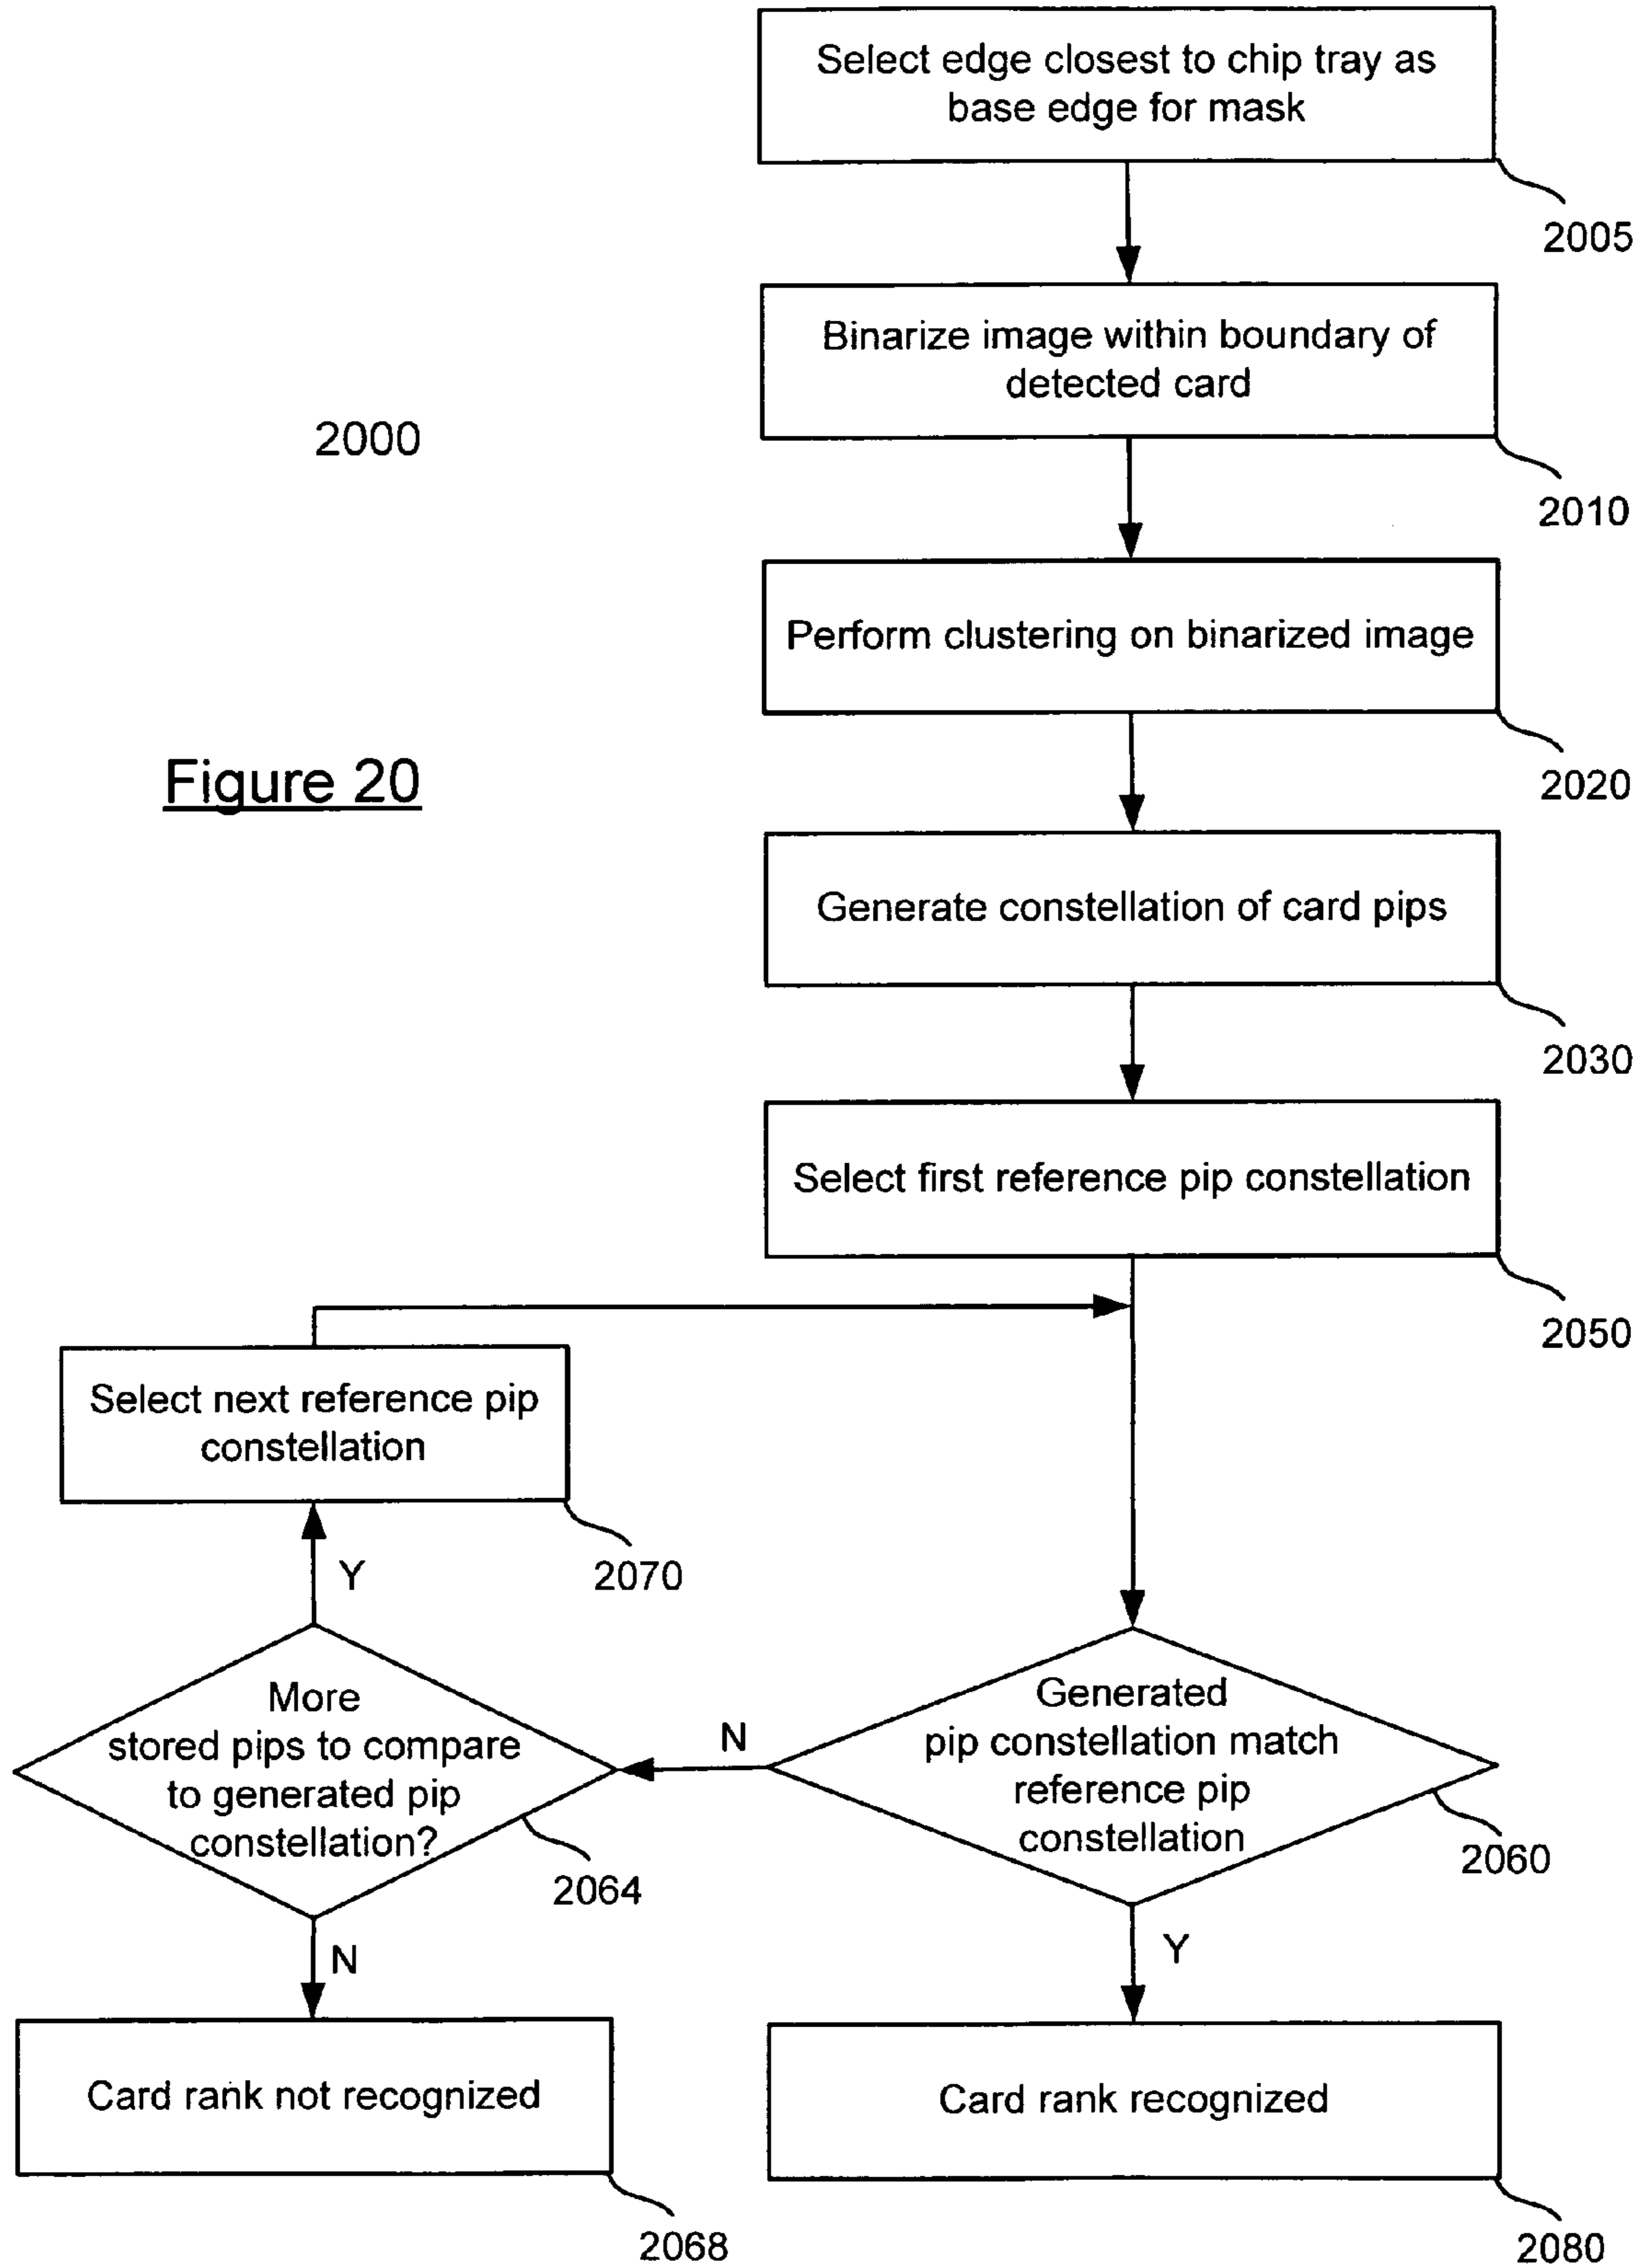 Select edge closest to chip tray as
base edge for mask
2005
Binarize image within boundary of
detected card
2000
2010
Perform clustering on binarized image
Figure 20
2020
Generate constellation of card pips
2030
Select first reference pip constellation
2050
Select next reference pip
constellation
2070
Y
More
stored pips to compare
to generated pip
constellation?
2064
N
Generated
pip constellation match
reference pip
constellation
2060
N
Y
Card rank not recognized
2068
Card rank recognized
2080